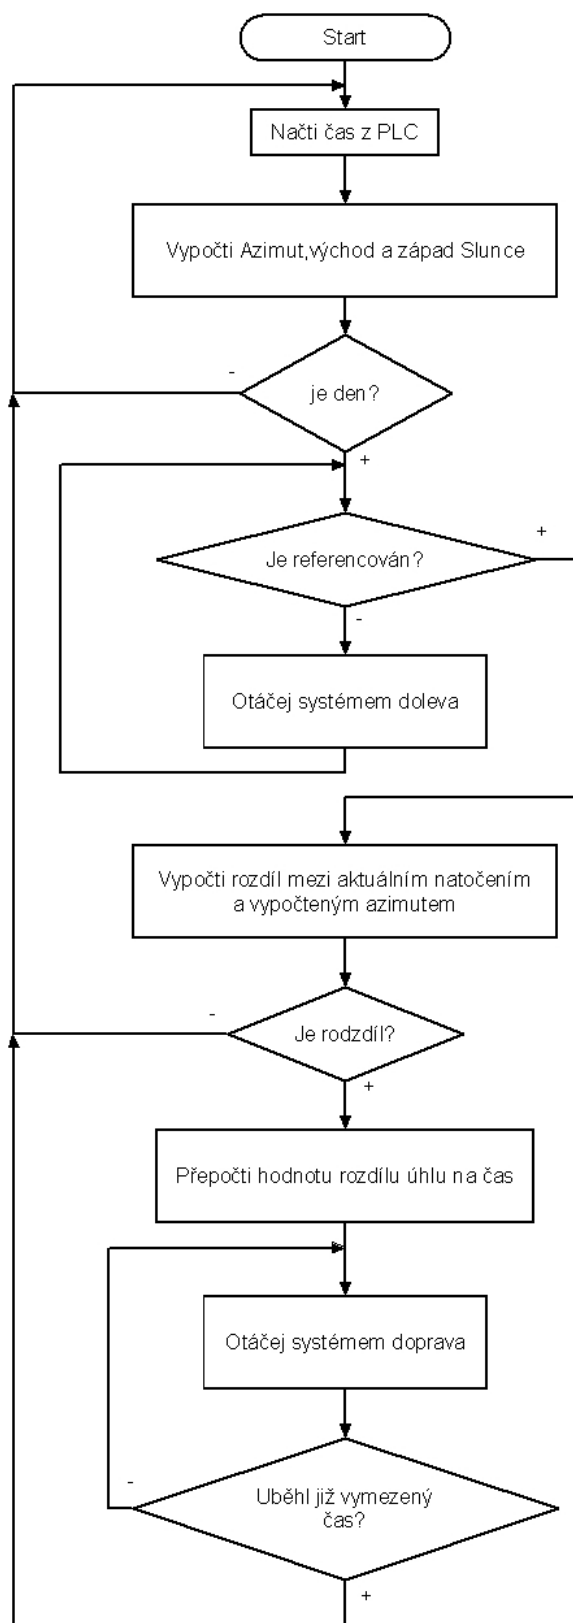 Start
Načti čas z PLC
Vypočti Azimut,východ a západ Slunce
-
je den?
+
+
Je referencován?
-
Otáčej systémem doleva
Vypočti rozdíl mezi aktuálním natočením
a vypočteným azimutem
-
Je rodzdíl?
+
Přepočti hodnotu rozdílu úhlu na čas
Otáčej systémem doprava
-
Uběhl již vymezený
čas?
+